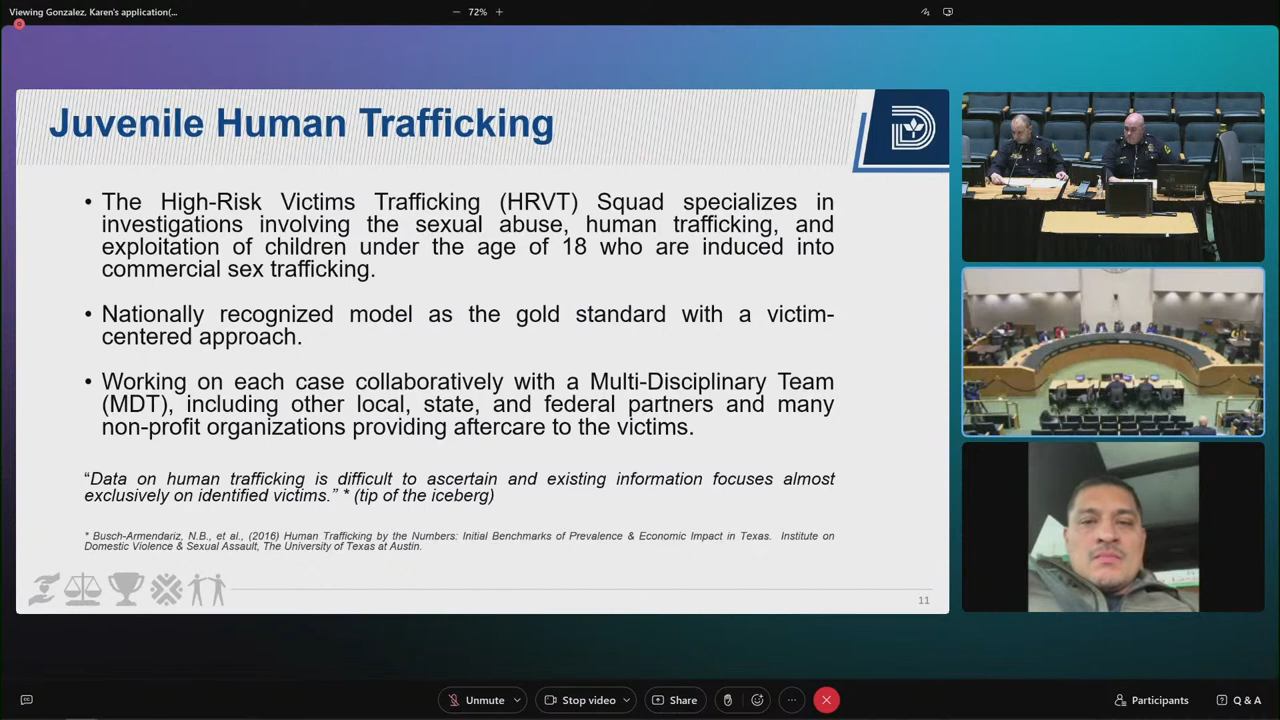 Viewing Gonzalez, Karen's application(...
72%
Juvenile Human Trafficking
• The High-Risk Victims Trafficking (HRVT) Squad specializes in
investigations involving the sexual abuse, human trafficking, and
exploitation of children under the age of 18 who are induced into
commercial sex trafficking.
• Nationally recognized model as the gold standard with a victim-
centered approach.
• Working on each case collaboratively with a Multi-Disciplinary Team
(MDT), including other local, state, and federal partners and many
non-profit organizations providing aftercare to the victims.
“Data on human trafficking is difficult to ascertain and existing information focuses almost
exclusively on identified victims.” * (tip of the iceberg)
* Busch-Armendariz, N.B., et al., (2016) Human Trafficking by the Numbers: Initial Benchmarks of Prevalence & Economic Impact in Texas. Institute on
Domestic Violence & Sexual Assault, The University of Texas at Austin.
11
Unmute
Stop video
Share
Participants
Q & A